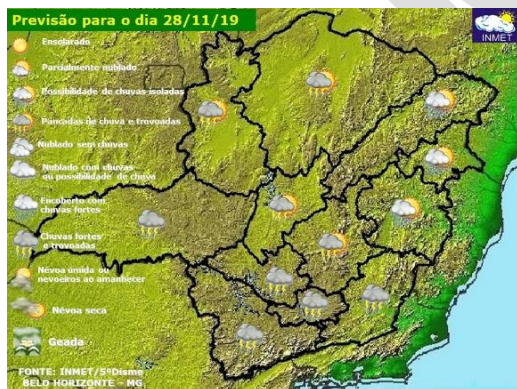 Previsão para o dia 28/11/19
INMET
Ensolarado
Parcialmente nublado
Possibilidade de chuvas isoladas
Pancadas de chuva e trovoadas
Nublado sem chuvas
Nublado com chuvas
ou possibilidade de chuva
Encoberto com
chuvas fortes
Chuvas fortes
e trovoadas
Névoa úmida ou
nevoeiros ao amanhecer
Névoa seca
Geada
FONTE: INMET/5ºDisme
BELO HORIZONTE - MG